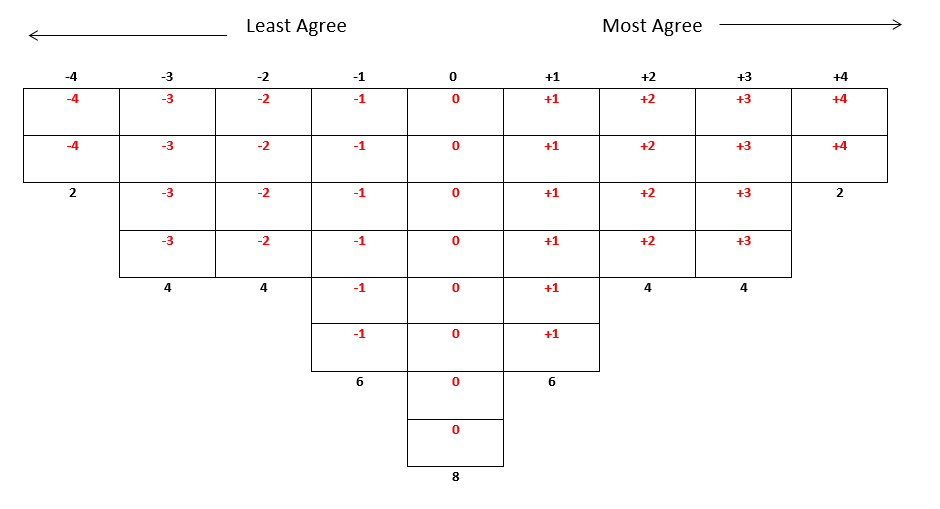 Least Agree Most Agree
-4 -3 -2 -1 0 +1 +2 +3 +4
-4 -3 -2 -1 0 +1 +2 +3 +4
-4 -3 -2 -1 0 +1 +2 +3 +4
2 -3 -2 -1 0 +1 +2 +3 2
-3 -2 -1 0 +1 +2 +3
4 4 -1 0 +1 4 4
-1 0 +1
6 0 6
0
8